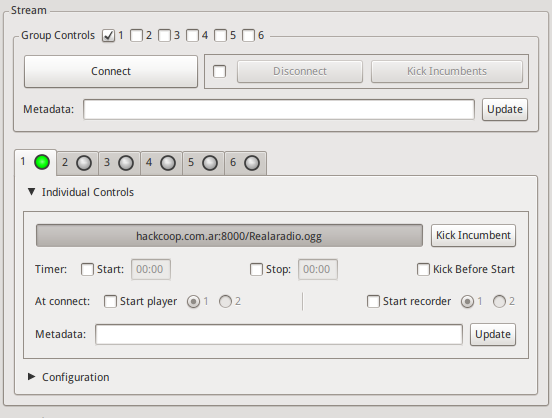 Stream
Group Controls 1 2 3 4 5 6
Connect Disconnect Kick Incumbents
Metadata: Update
1 2 3 4 5 6
Individual Controls
hackcoop.com.ar:8000/Realaradio.ogg Kick Incumbent
Timer: Start: 00:00 Stop: 00:00 Kick Before Start
At connect: Start player 1 2 Start recorder 1 2
Metadata: Update
Configuration